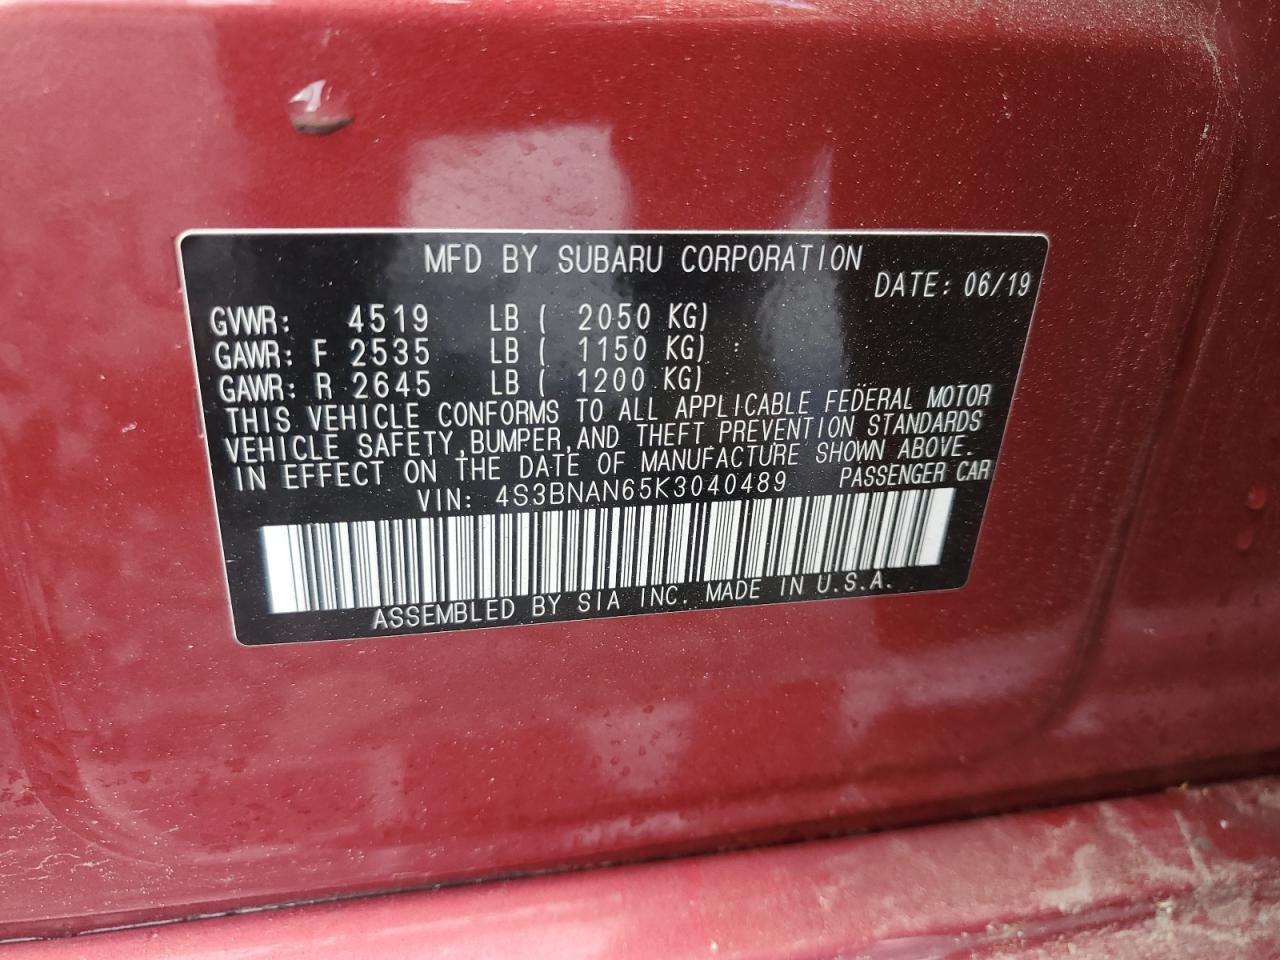 MFD BY SUBARU CORPORATION
DATE: 06/19
GVWR: 4519 LB ( 2050 KG)
GAWR: F 2535 LB ( 1150 KG)
GAWR: R 2645 LB ( 1200 KG)
THIS VEHICLE CONFORMS TO ALL APPLICABLE FEDERAL MOTOR
VEHICLE SAFETY,BUMPER,AND THEFT PREVENTION STANDARDS
IN EFFECT ON THE DATE OF MANUFACTURE SHOWN ABOVE.
VIN: 4S3BNAN65K3040489 PASSENGER CAR
ASSEMBLED BY SIA INC. MADE IN U.S.A.